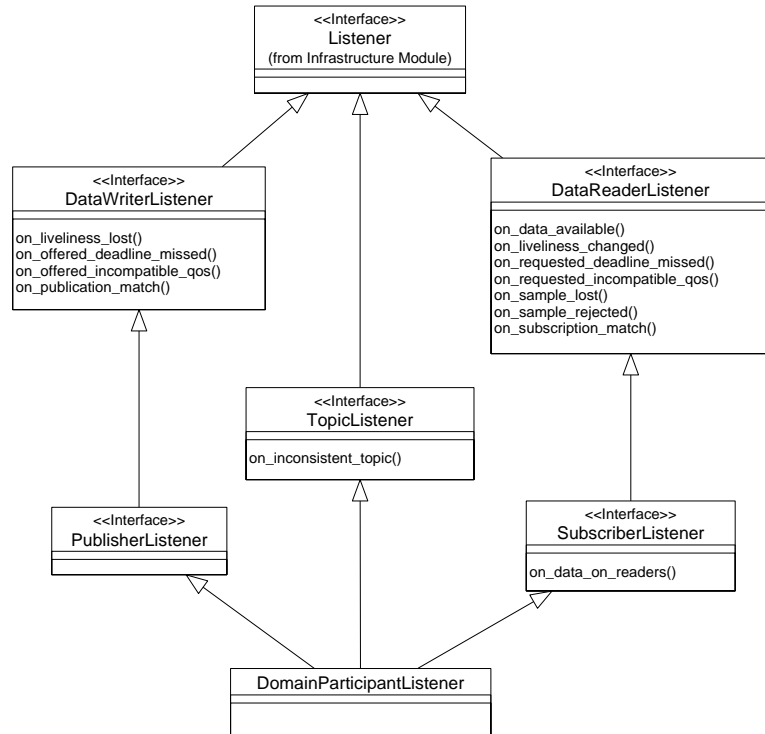 <<Interface>>
Listener
(from Infrastructure Module)
<<Interface>>
DataWriterListener
on_liveliness_lost()
on_offered_deadline_missed()
on_offered_incompatible_qos()
on_publication_match()
<<Interface>>
DataReaderListener
on_data_available()
on_liveliness_changed()
on_requested_deadline_missed()
on_requested_incompatible_qos()
on_sample_lost()
on_sample_rejected()
on_subscription_match()
<<Interface>>
TopicListener
on_inconsistent_topic()
<<Interface>>
PublisherListener
<<Interface>>
SubscriberListener
on_data_on_readers()
DomainParticipantListener